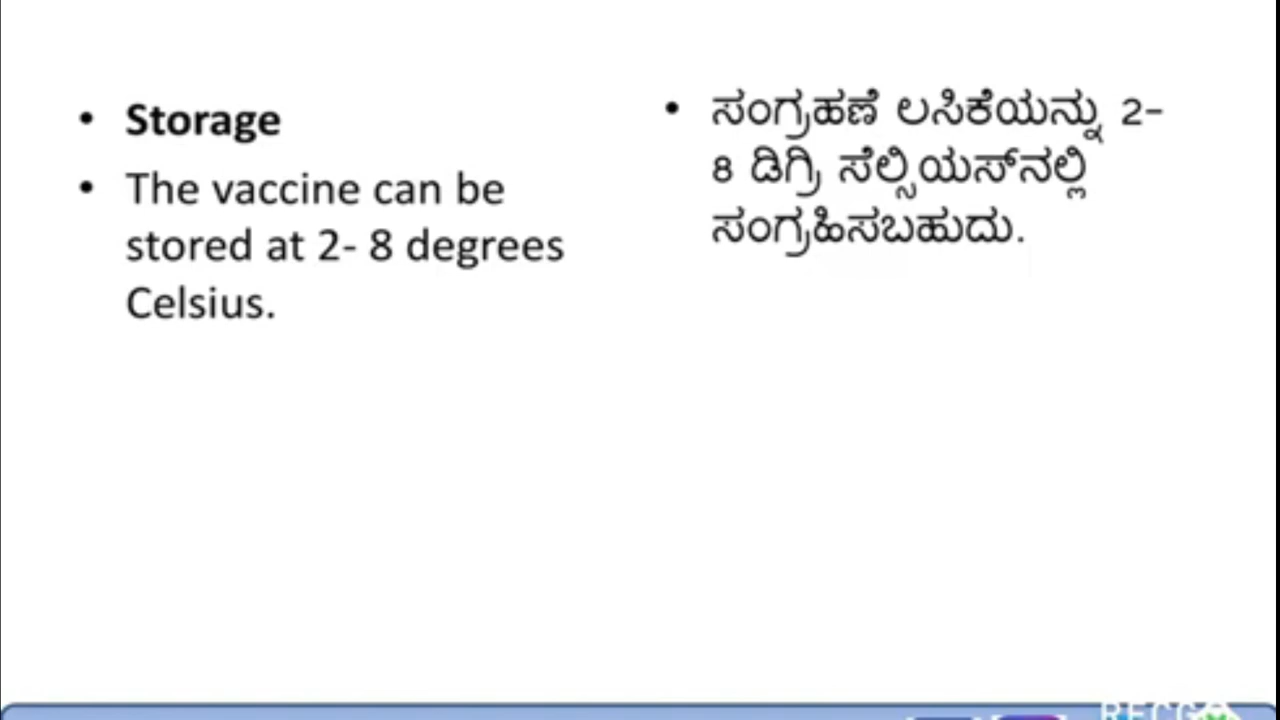 • Storage
• The vaccine can be
stored at 2- 8 degrees
Celsius.
• ಸಂಗ್ರಹಣೆ ಲಸಿಕೆಯನ್ನು 2-
8 ಡಿಗ್ರಿ ಸೆಲ್ಸಿಯಸ್‌ನಲ್ಲಿ
ಸಂಗ್ರಹಿಸಬಹುದು.